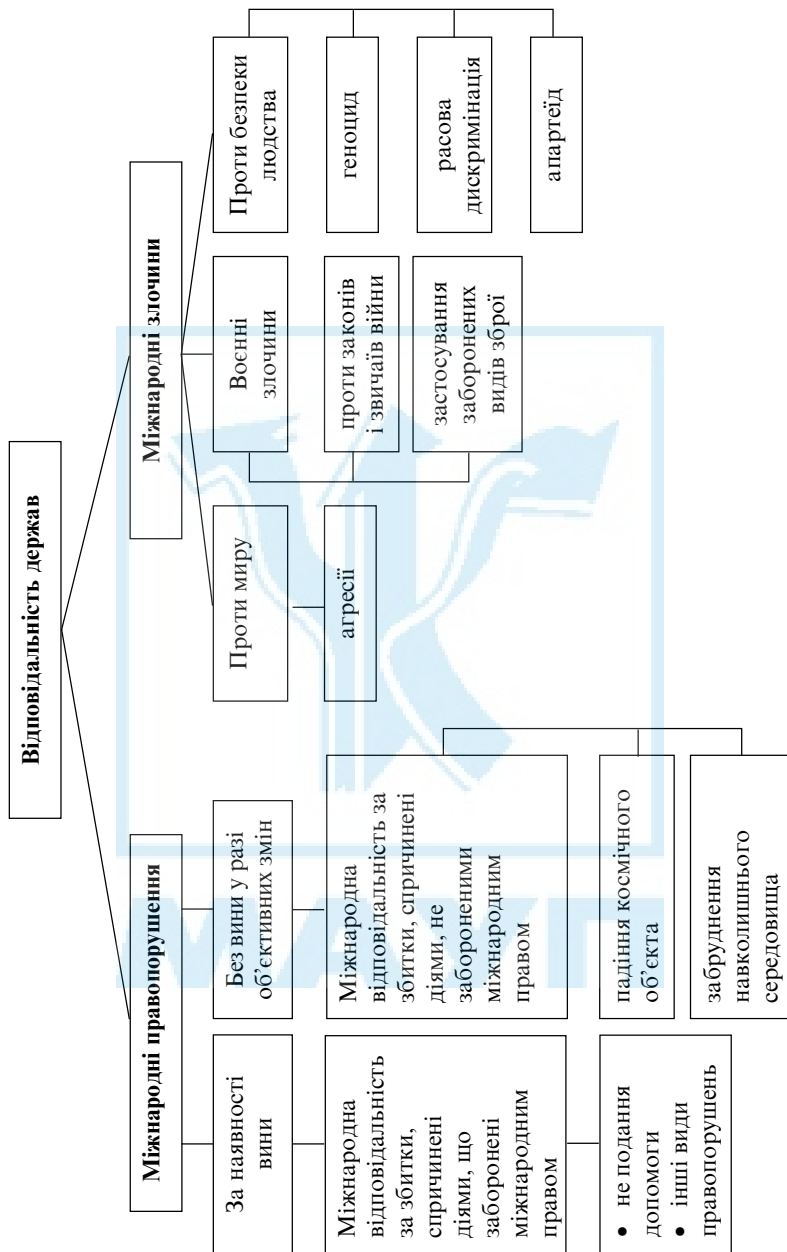 Відповідальність держав
Міжнародні правопорушення
За наявності
вини
Міжнародна
відповідальність
за збитки,
спричинені
діями, що
заборонені
міжнародним
правом
• не подання
допомоги
• інші види
правопорушень
Без вини у разі
об’єктивних змін
Міжнародна
відповідальність за
збитки, спричинені
діями, не
забороненими
міжнародним
правом
падіння космічного
об’єкта
забруднення
навколишнього
середовища
Міжнародні злочини
Проти миру
агресії
Воєнні
злочини
проти законів
і звичаїв війни
застосування
заборонених
видів зброї
Проти безпеки
людства
геноцид
расова
дискримінація
апартеїд
МАУП